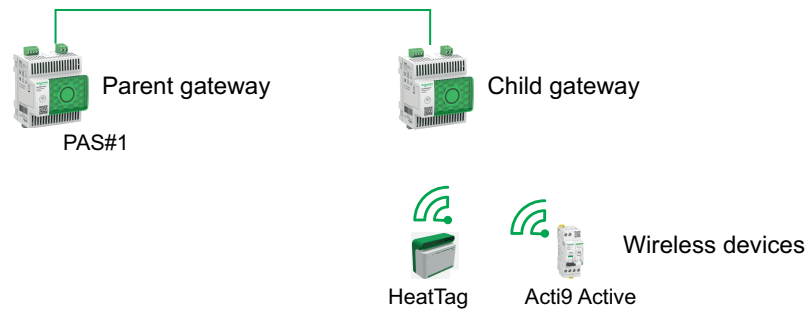 Parent gateway
Child gateway
PAS#1
Wireless devices
HeatTag
Acti9 Active